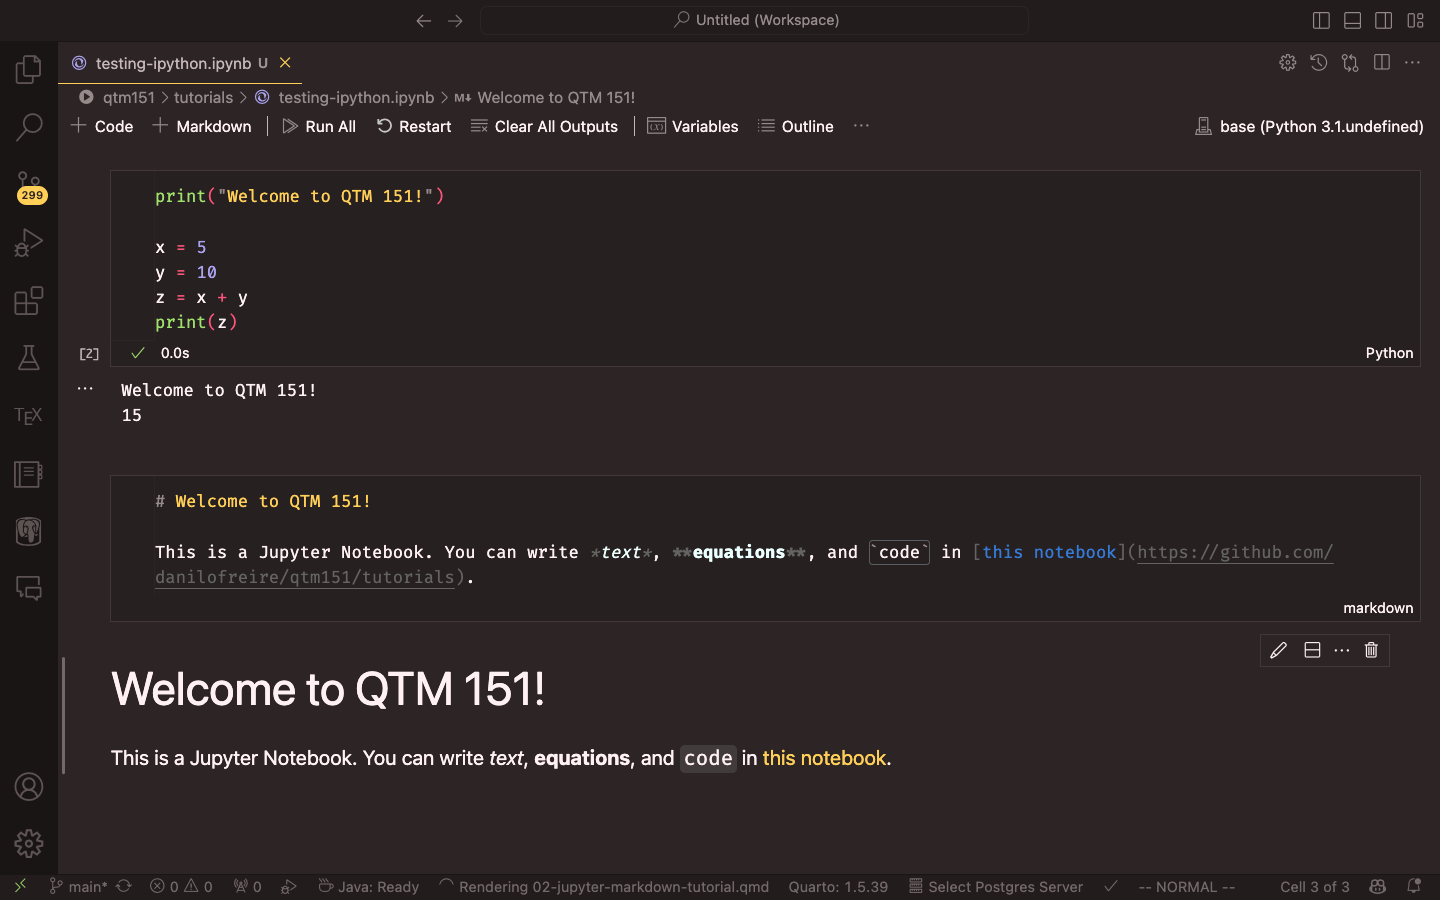 Untitled (Workspace)
testing-ipython.ipynb U
qtm151 > tutorials > testing-ipython.ipynb > M↓ Welcome to QTM 151!
Code Markdown Run All Restart Clear All Outputs Variables Outline ... base (Python 3.1.undefined)
299
print("Welcome to QTM 151!")
x = 5
y = 10
z = x + y
print(z)
[2] 0.0s Python
Welcome to QTM 151!
15
TEX
# Welcome to QTM 151!
This is a Jupyter Notebook. You can write *text*, **equations**, and `code` in [this notebook](https://github.com/
danilofreire/qtm151/tutorials).
markdown
Welcome to QTM 151!
This is a Jupyter Notebook. You can write text, equations, and code in this notebook.
main* 0 0 0 Java: Ready Rendering 02-jupyter-markdown-tutorial.qmd Quarto: 1.5.39 Select Postgres Server -- NORMAL -- Cell 3 of 3